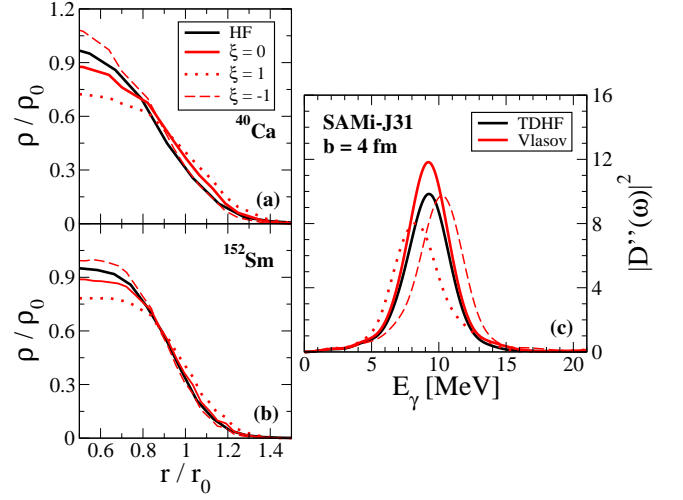 1.2
0.9
0.6
0.3
0
ρ / ρ0
HF
ξ = 0
ξ = 1
ξ = -1
40Ca
(a)
0.9
0.6
0.3
0
ρ / ρ0
152Sm
(b)
0.6 0.8 1 1.2 1.4
r / r0
SAMi-J31
b = 4 fm
TDHF
Vlasov
16
12
8
4
0
|D''(ω)|²
(c)
0 5 10 15 20
Eγ [MeV]